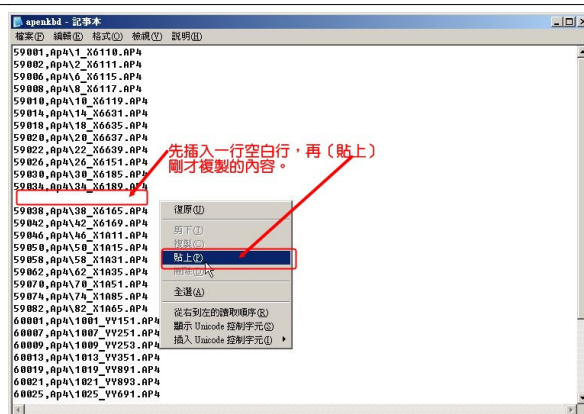 apenkbd - 記事本
檔案(F) 編輯(E) 格式(O) 檢視(V) 說明(H)
59001,Ap4\1_X6110.AP4
59002,Ap4\2_X6111.AP4
59006,Ap4\6_X6115.AP4
59008,Ap4\8_X6117.AP4
59010,Ap4\10_X6119.AP4
59014,Ap4\14_X6631.AP4
59018,Ap4\18_X6635.AP4
59020,Ap4\20_X6637.AP4
59022,Ap4\22_X6639.AP4
59026,Ap4\26_X6151.AP4
59030,Ap4\30_X6185.AP4
59034,Ap4\34_X6189.AP4
先插入一行空白行,再〔貼上〕
剛才複製的內容。
59038,Ap4\38_X6165.AP4
59042,Ap4\42_X6169.AP4
59046,Ap4\46_X1A11.AP4
59050,Ap4\50_X1A15.AP4
59058,Ap4\58_X1A31.AP4
59062,Ap4\62_X1A35.AP4
59070,Ap4\70_X1A51.AP4
59074,Ap4\74_X1A85.AP4
59082,Ap4\82_X1A65.AP4
60001,Ap4\1001_YY151.AP4
60007,Ap4\1007_YY251.AP4
60009,Ap4\1009_YY253.AP4
60013,Ap4\1013_YY351.AP4
60019,Ap4\1019_YY891.AP4
60021,Ap4\1021_YY893.AP4
60025,Ap4\1025_YY691.AP4
復原(U)
剪下(T)
複製(C)
貼上(P)
刪除(D)
全選(A)
從右到左的讀取順序(R)
顯示 Unicode 控制字元(S)
插入 Unicode 控制字元(I)